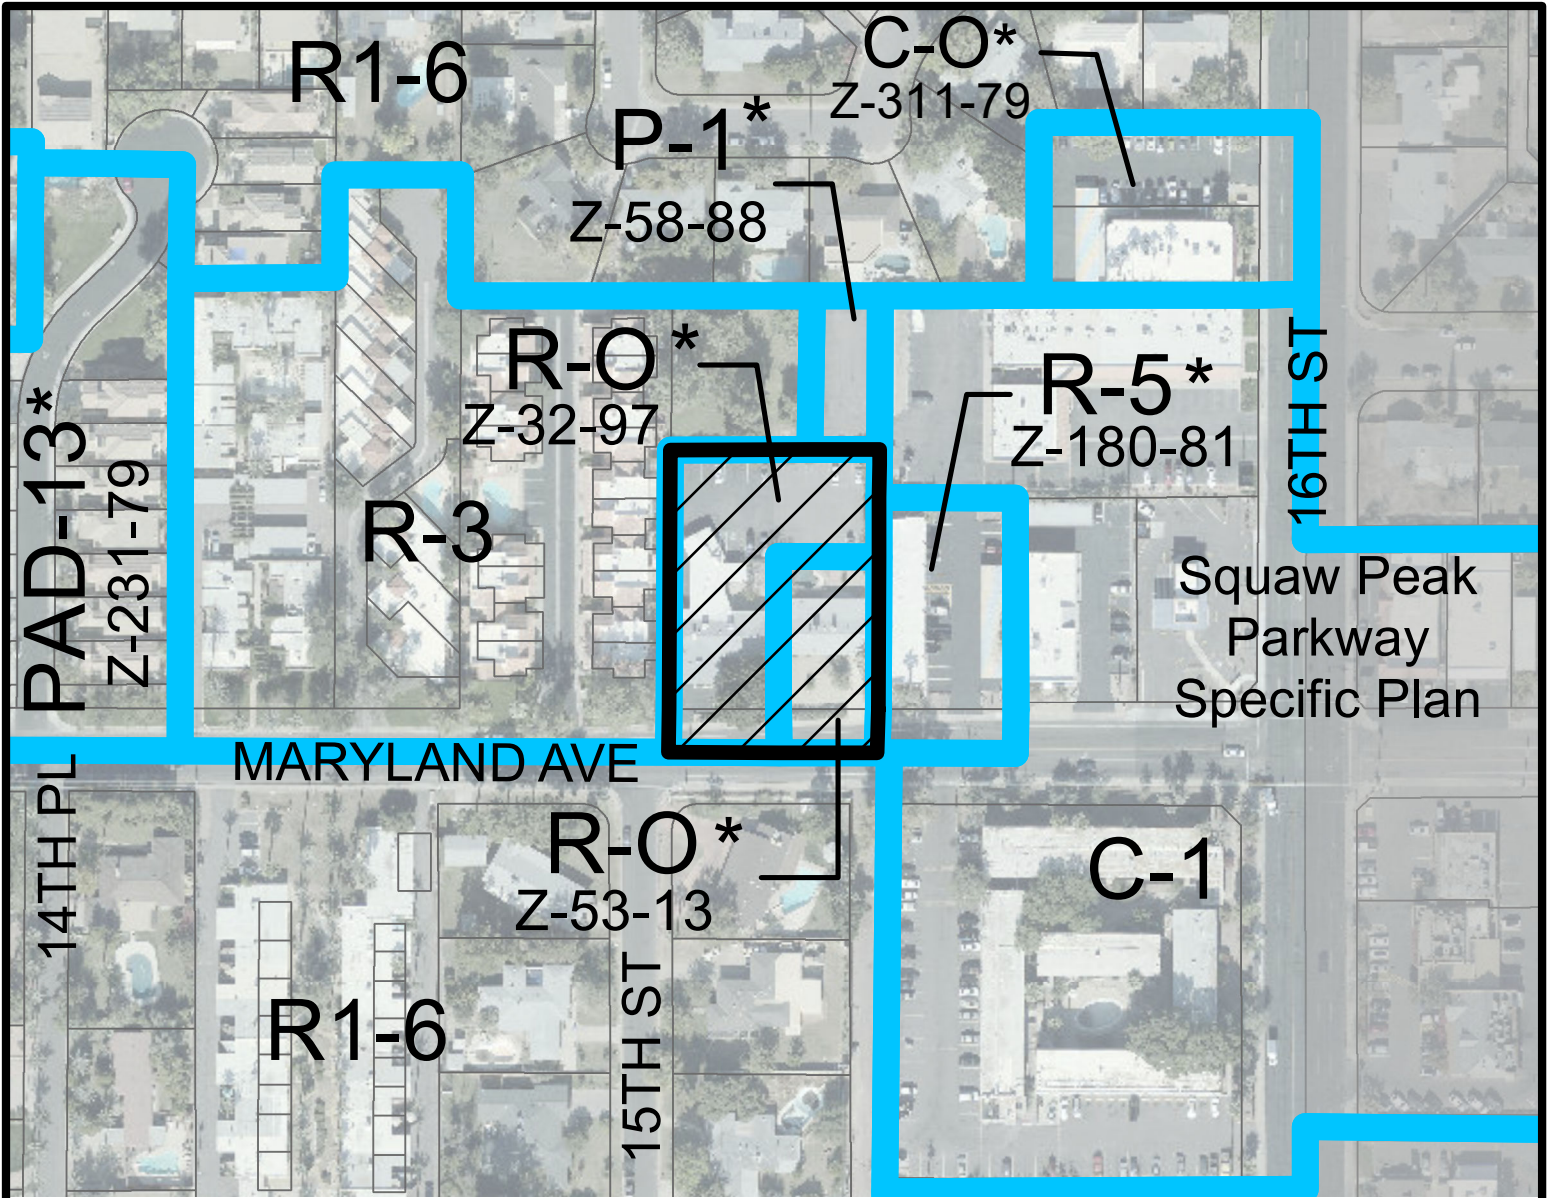 R1-6
C-O*
Z-311-79
P-1*
Z-58-88
R-O*
Z-32-97
R-5*
Z-180-81
16TH ST
PAD-13*
Z-231-79
R-3
Squaw Peak
Parkway
Specific Plan
MARYLAND AVE
14TH PL
R-O*
Z-53-13
C-1
R1-6
15TH ST